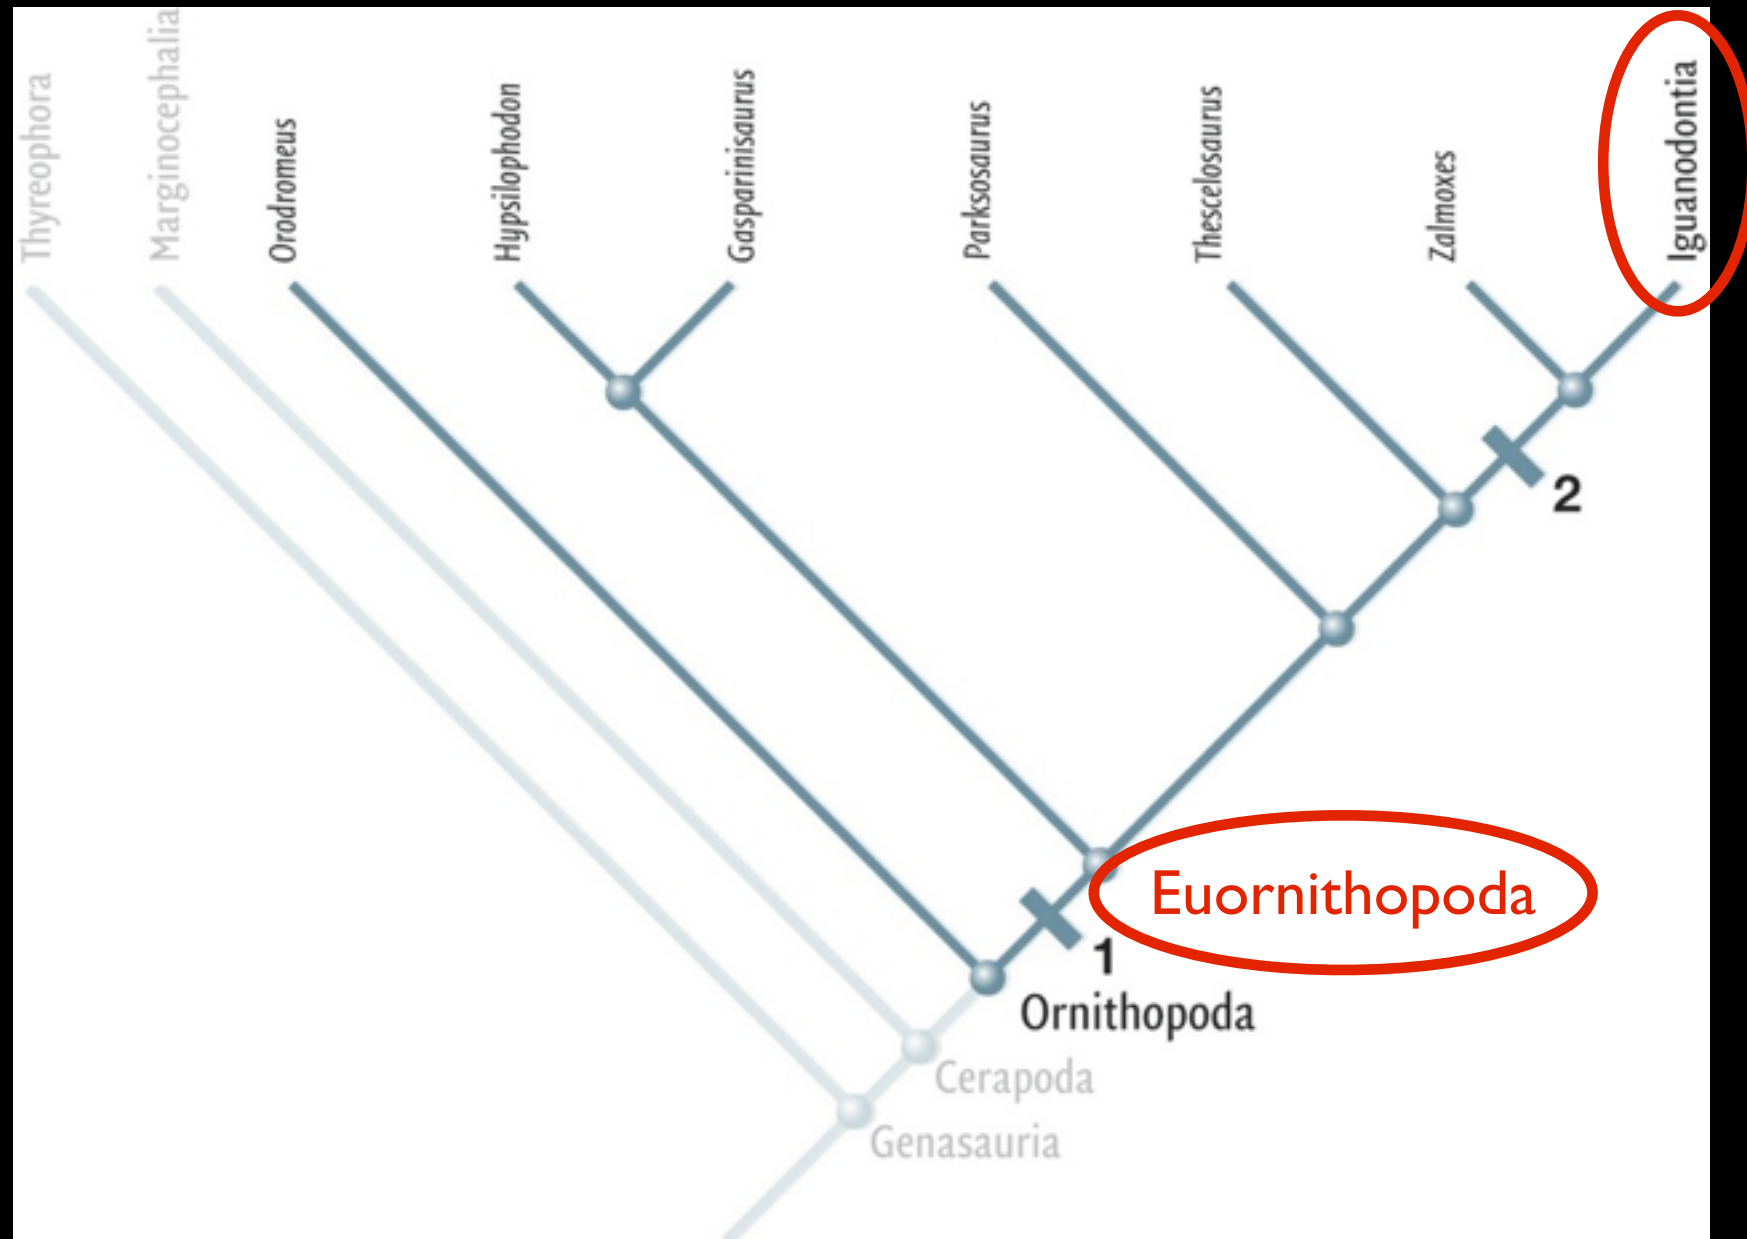 Thyreophora
Marginocephalia
Orodromeus
Hypsilophodon
Gasparinisaurus
Parksosaurus
Thescelosaurus
Zalmoxes
Iguanodontia
2
Euornithopoda
1
Ornithopoda
Cerapoda
Genasauria